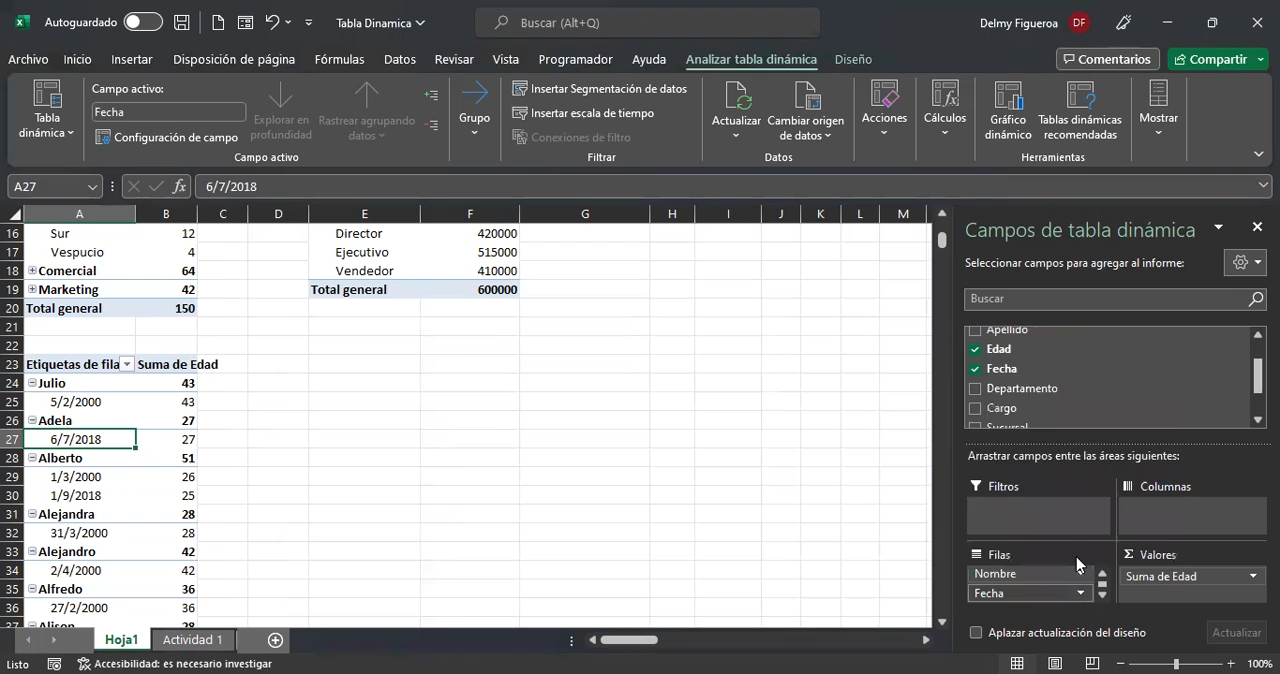 Autoguardado
Tabla Dinamica
Buscar (Alt+Q)
Delmy Figueroa
DF
Archivo Inicio Insertar Disposición de página Fórmulas Datos Revisar Vista Programador Ayuda Analizar tabla dinámica Diseño
Comentarios
Compartir
Tabla dinámica
Campo activo:
Fecha
Configuración de campo
Explorar en profundidad
Rastrear agrupando datos
Campo activo
Grupo
Insertar Segmentación de datos
Insertar escala de tiempo
Conexiones de filtro
Filtrar
Actualizar
Cambiar origen de datos
Datos
Acciones
Cálculos
Gráfico dinámico
Tablas dinámicas recomendadas
Herramientas
Mostrar
A27
fx
6/7/2018
A B C D E F G H I J K L M
16 Sur 12 Director 420000
17 Vespucio 4 Ejecutivo 515000
18 Comercial 64 Vendedor 410000
19 Marketing 42 Total general 600000
20 Total general 150
21
22
23 Etiquetas de fila Suma de Edad
24 Julio 43
25 5/2/2000 43
26 Adela 27
27 6/7/2018 27
28 Alberto 51
29 1/3/2000 26
30 1/9/2018 25
31 Alejandra 28
32 31/3/2000 28
33 Alejandro 42
34 2/4/2000 42
35 Alfredo 36
36 27/2/2000 36
37 Alison 28
Campos de tabla dinámica
Seleccionar campos para agregar al informe:
Buscar
Apellido
Edad
Fecha
Departamento
Cargo
Sucursal
Arrastrar campos entre las áreas siguientes:
Filtros
Columnas
Filas
Σ Valores
Nombre
Fecha
Suma de Edad
Aplazar actualización del diseño
Actualizar
Hoja1
Actividad 1
Listo
Accesibilidad: es necesario investigar
100%